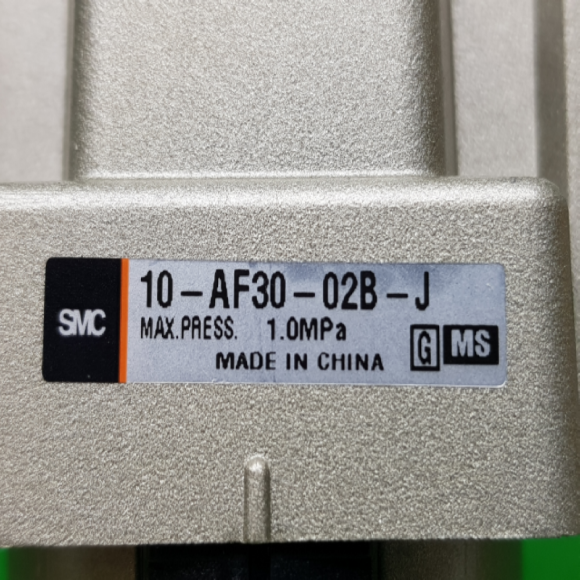 SMC
10-AF30-02B-J
MAX.PRESS. 1.0MPa
MADE IN CHINA
G MS